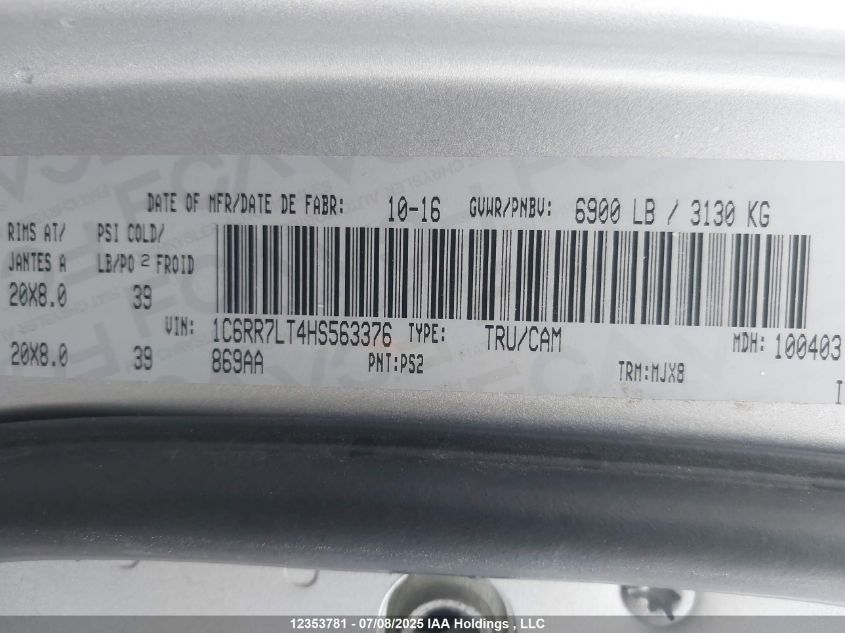 DATE OF MFR/DATE DE FABR: 10-16 GVWR/PNBV: 6900 LB / 3130 KG
RIMS AT/ PSI COLD/
JANTES A LB/PO 2 FROID
20X8.0 39
VIN: 1C6RR7LT4HS563376 TYPE: TRU/CAM MDH: 100403
20X8.0 39 869AA PNT:PS2 TRM:MJX8
12353781 - 07/08/2025 IAA Holdings , LLC